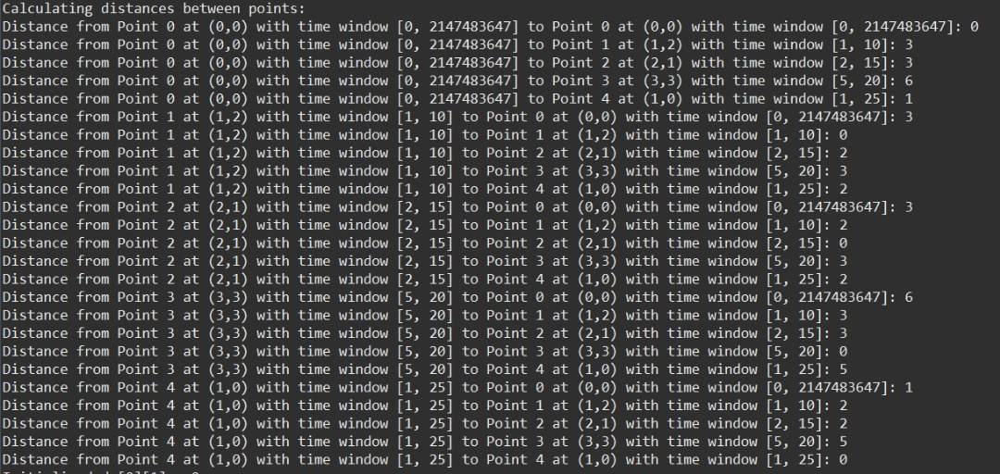 Calculating distances between points:
Distance from Point 0 at (0,0) with time window [0, 2147483647] to Point 0 at (0,0) with time window [0, 2147483647]: 0
Distance from Point 0 at (0,0) with time window [0, 2147483647] to Point 1 at (1,2) with time window [1, 10]: 3
Distance from Point 0 at (0,0) with time window [0, 2147483647] to Point 2 at (2,1) with time window [2, 15]: 3
Distance from Point 0 at (0,0) with time window [0, 2147483647] to Point 3 at (3,3) with time window [5, 20]: 6
Distance from Point 0 at (0,0) with time window [0, 2147483647] to Point 4 at (1,0) with time window [1, 25]: 1
Distance from Point 1 at (1,2) with time window [1, 10] to Point 0 at (0,0) with time window [0, 2147483647]: 3
Distance from Point 1 at (1,2) with time window [1, 10] to Point 1 at (1,2) with time window [1, 10]: 0
Distance from Point 1 at (1,2) with time window [1, 10] to Point 2 at (2,1) with time window [2, 15]: 2
Distance from Point 1 at (1,2) with time window [1, 10] to Point 3 at (3,3) with time window [5, 20]: 3
Distance from Point 1 at (1,2) with time window [1, 10] to Point 4 at (1,0) with time window [1, 25]: 2
Distance from Point 2 at (2,1) with time window [2, 15] to Point 0 at (0,0) with time window [0, 2147483647]: 3
Distance from Point 2 at (2,1) with time window [2, 15] to Point 1 at (1,2) with time window [1, 10]: 2
Distance from Point 2 at (2,1) with time window [2, 15] to Point 2 at (2,1) with time window [2, 15]: 0
Distance from Point 2 at (2,1) with time window [2, 15] to Point 3 at (3,3) with time window [5, 20]: 3
Distance from Point 2 at (2,1) with time window [2, 15] to Point 4 at (1,0) with time window [1, 25]: 2
Distance from Point 3 at (3,3) with time window [5, 20] to Point 0 at (0,0) with time window [0, 2147483647]: 6
Distance from Point 3 at (3,3) with time window [5, 20] to Point 1 at (1,2) with time window [1, 10]: 3
Distance from Point 3 at (3,3) with time window [5, 20] to Point 2 at (2,1) with time window [2, 15]: 3
Distance from Point 3 at (3,3) with time window [5, 20] to Point 3 at (3,3) with time window [5, 20]: 0
Distance from Point 3 at (3,3) with time window [5, 20] to Point 4 at (1,0) with time window [1, 25]: 5
Distance from Point 4 at (1,0) with time window [1, 25] to Point 0 at (0,0) with time window [0, 2147483647]: 1
Distance from Point 4 at (1,0) with time window [1, 25] to Point 1 at (1,2) with time window [1, 10]: 2
Distance from Point 4 at (1,0) with time window [1, 25] to Point 2 at (2,1) with time window [2, 15]: 2
Distance from Point 4 at (1,0) with time window [1, 25] to Point 3 at (3,3) with time window [5, 20]: 5
Distance from Point 4 at (1,0) with time window [1, 25] to Point 4 at (1,0) with time window [1, 25]: 0